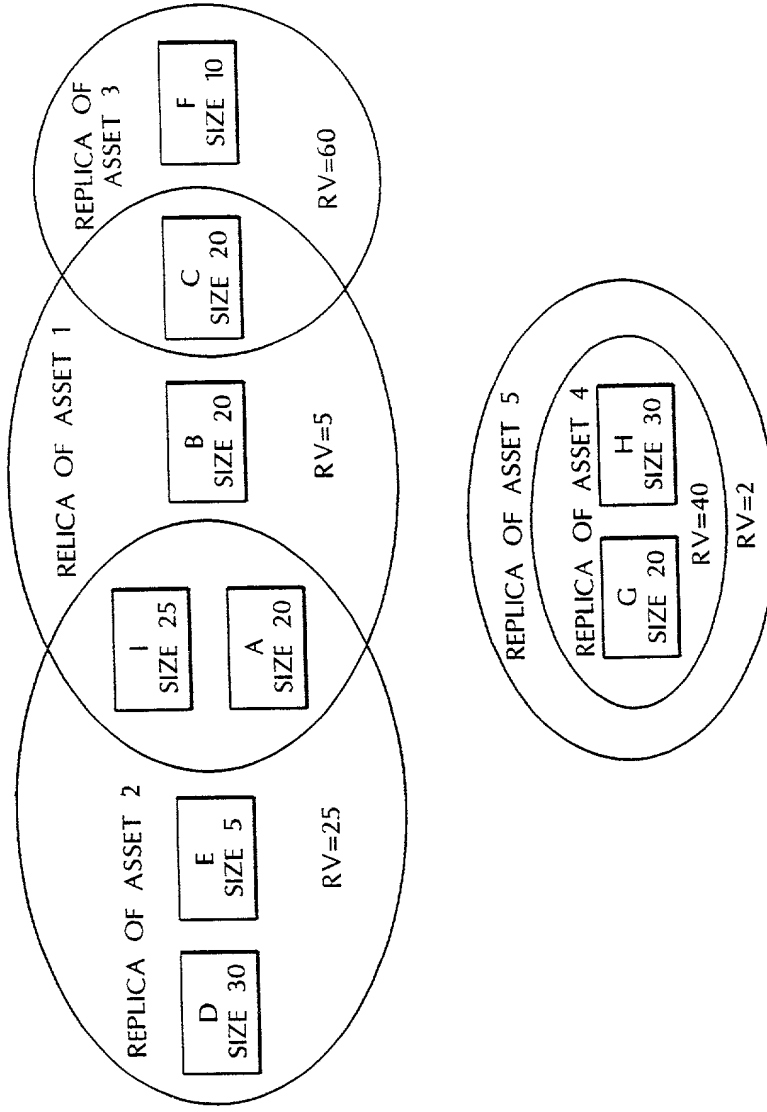 REPLICA OF ASSET 2
D
SIZE 30
E
SIZE 5
RV=25
I
SIZE 25
A
SIZE 20
RELICA OF ASSET 1
B
SIZE 20
RV=5
C
SIZE 20
REPLICA OF
ASSET 3
F
SIZE 10
RV=60
REPLICA OF ASSET 5
REPLICA OF ASSET 4
G
SIZE 20
H
SIZE 30
RV=40
RV=2